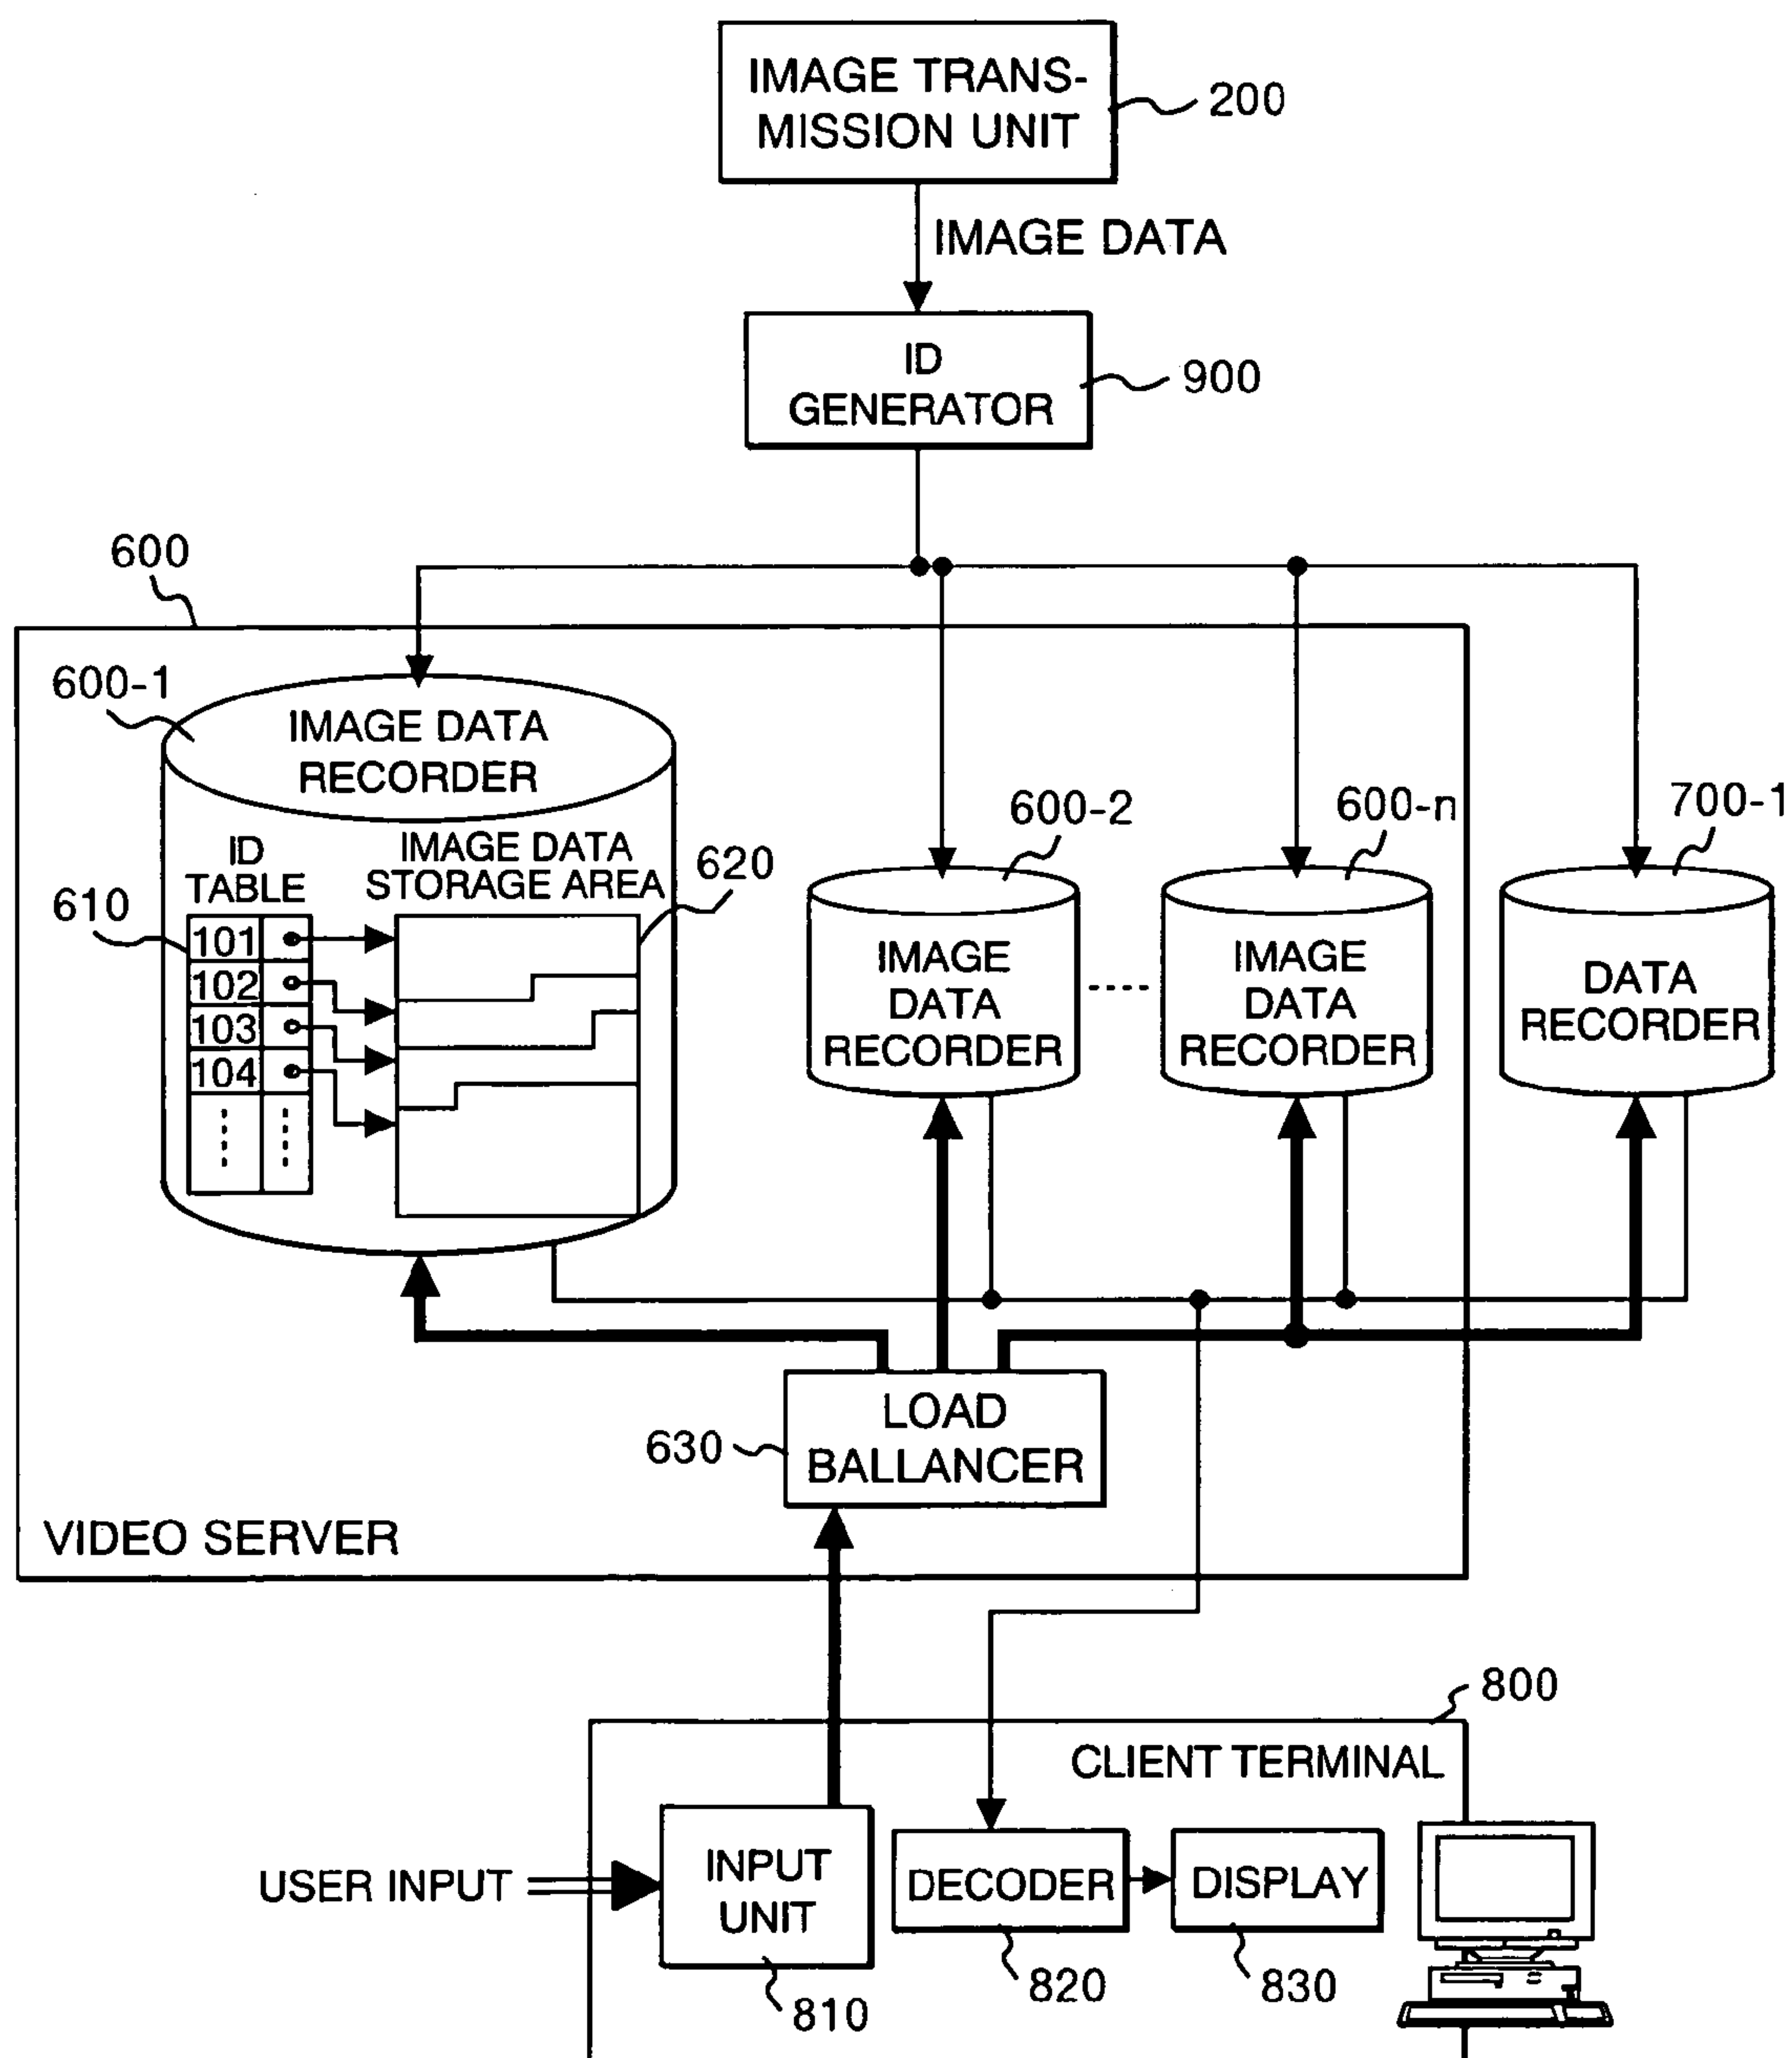 IMAGE TRANS-
MISSION UNIT
200
IMAGE DATA
ID
GENERATOR
900
600
600-1
IMAGE DATA
RECORDER
ID
TABLE
IMAGE DATA
STORAGE AREA
620
610
101
102
103
104
600-2
IMAGE
DATA
RECORDER
600-n
IMAGE
DATA
RECORDER
700-1
DATA
RECORDER
LOAD
BALLANCER
630
VIDEO SERVER
800
CLIENT TERMINAL
USER INPUT
INPUT
UNIT
810
DECODER
820
DISPLAY
830